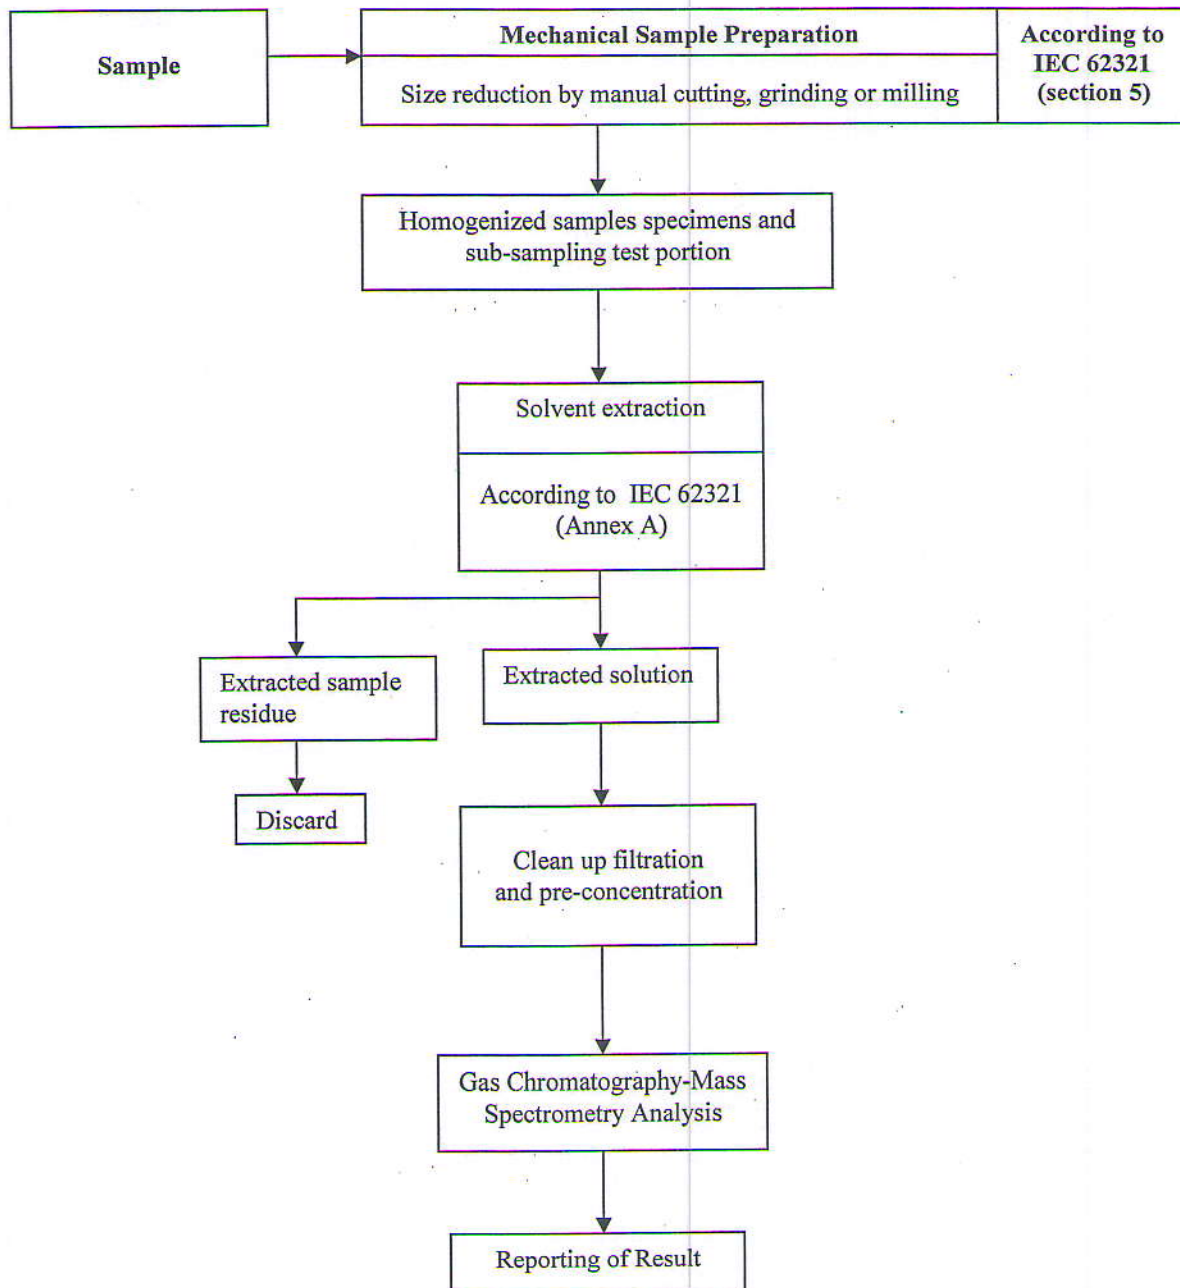 Sample
Mechanical Sample Preparation
Size reduction by manual cutting, grinding or milling
According to
IEC 62321
(section 5)
Homogenized samples specimens and
sub-sampling test portion
Solvent extraction
According to IEC 62321
(Annex A)
Extracted sample
residue
Extracted solution
Discard
Clean up filtration
and pre-concentration
Gas Chromatography-Mass
Spectrometry Analysis
Reporting of Result